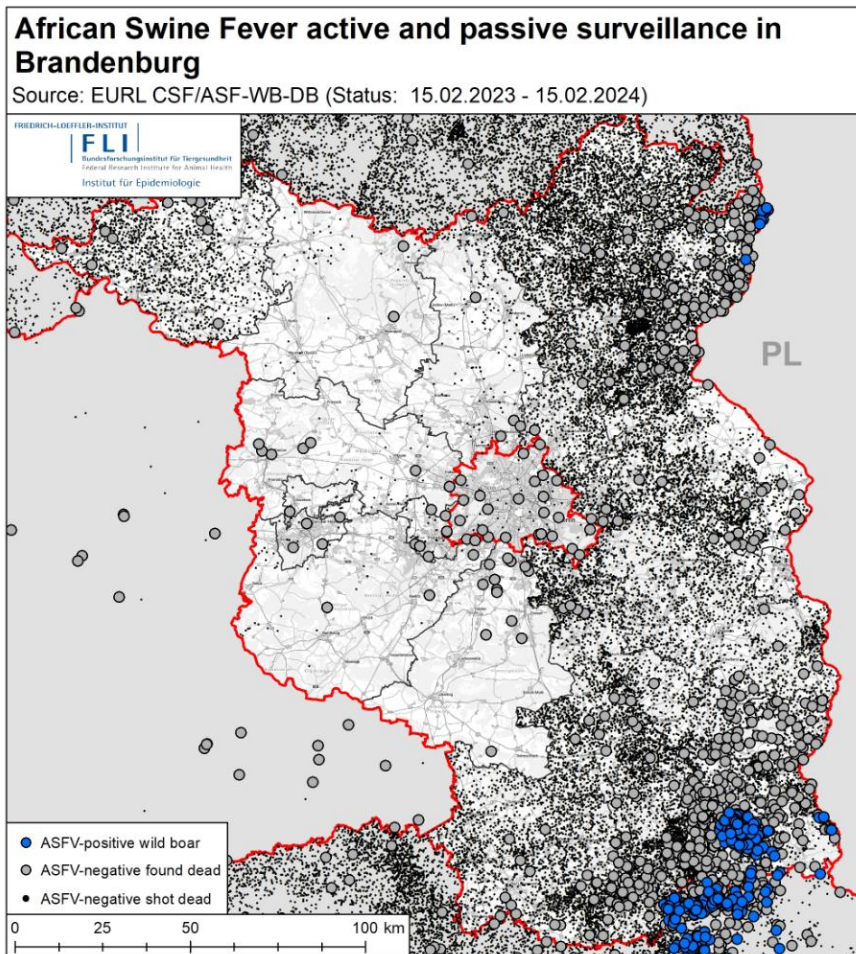 African Swine Fever active and passive surveillance in
Brandenburg
Source: EURL CSF/ASF-WB-DB (Status: 15.02.2023 - 15.02.2024)
FRIEDRICH-LOEFFLER-INSTITUT
FLI
Bundesforschungsinstitut für Tiergesundheit
Federal Research Institute for Animal Health
Institut für Epidemiologie
PL
ASFV-positive wild boar
ASFV-negative found dead
ASFV-negative shot dead
0 25 50 100 km